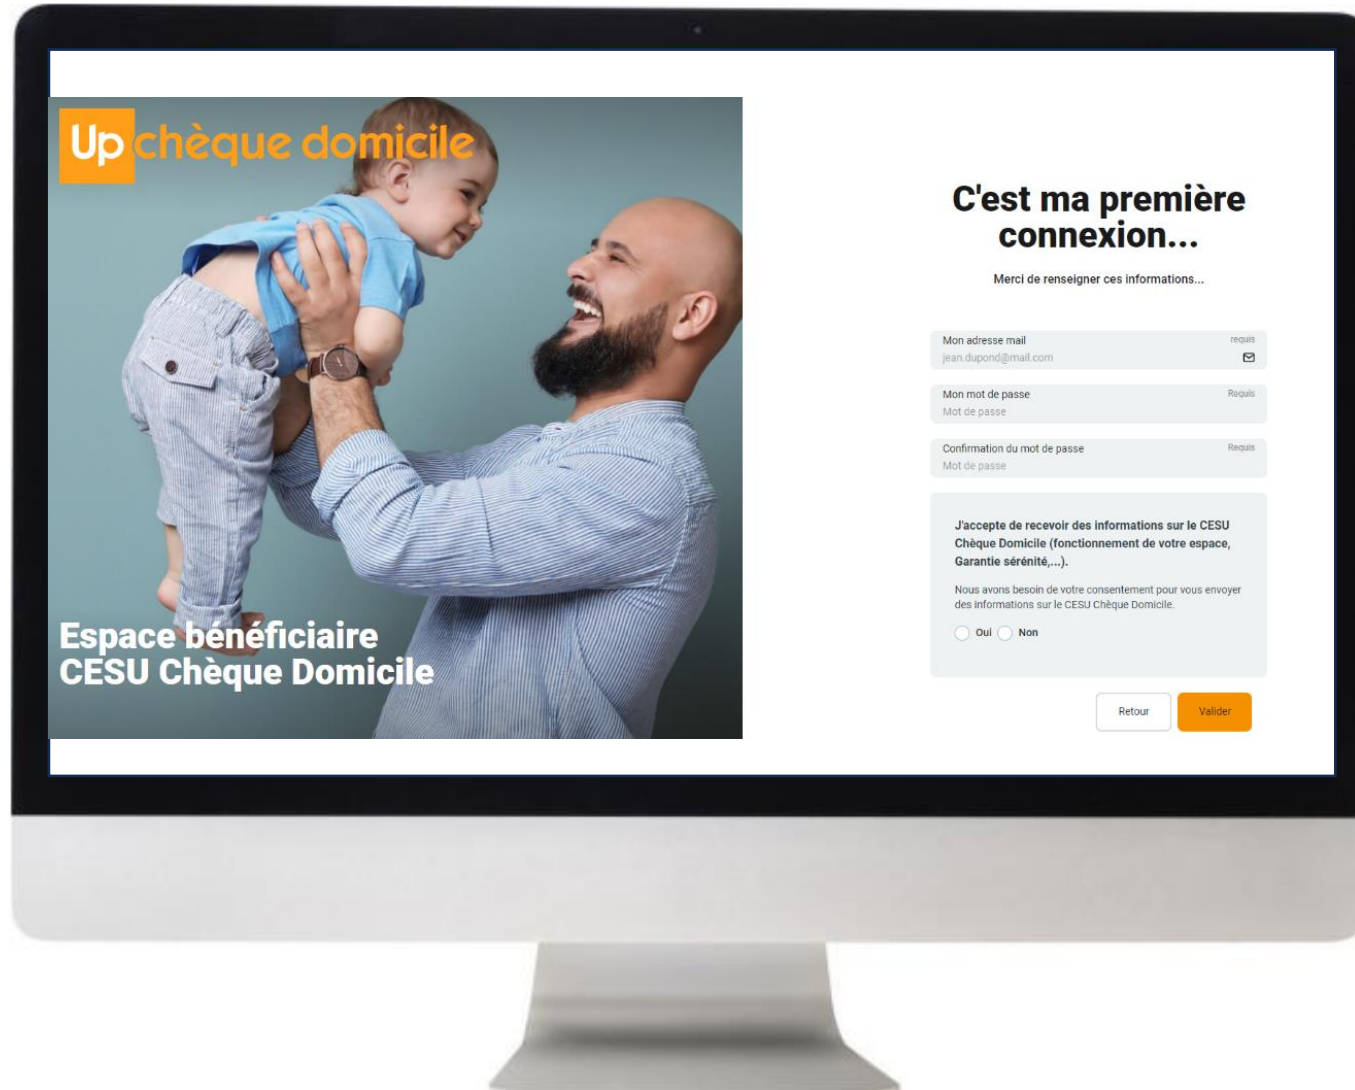 Up chèque domicile
Espace bénéficiaire
CESU Chèque Domicile
C'est ma première
connexion...
Merci de renseigner ces informations...
Mon adresse mail requis
jean.dupond@mail.com
Mon mot de passe Requis
Mot de passe
Confirmation du mot de passe Requis
Mot de passe
J'accepte de recevoir des informations sur le CESU
Chèque Domicile (fonctionnement de votre espace,
Garantie sérénité,...).
Nous avons besoin de votre consentement pour vous envoyer
des informations sur le CESU Chèque Domicile.
Oui Non
Retour Valider